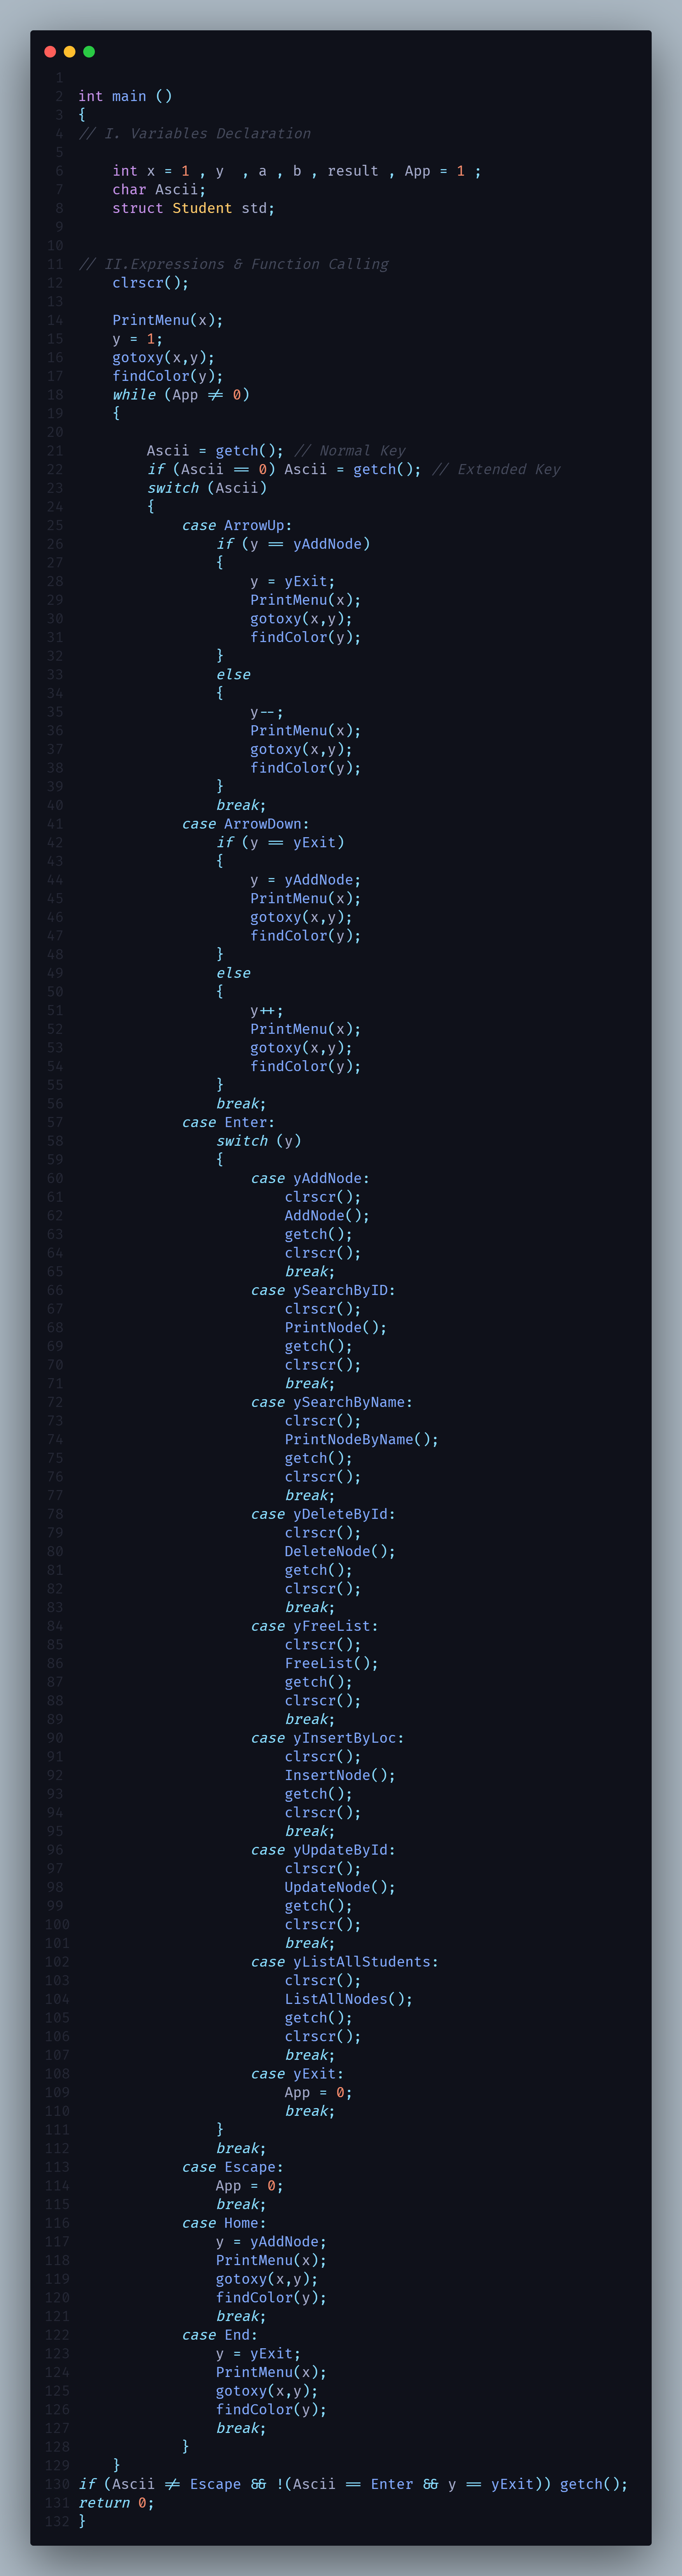 1
2 int main ()
3 {
4 // I. Variables Declaration
5
6     int x = 1 , y  , a , b , result , App = 1 ;
7     char Ascii;
8     struct Student std;
9
10
11 // II.Expressions & Function Calling
12     clrscr();
13
14     PrintMenu(x);
15     y = 1;
16     gotoxy(x,y);
17     findColor(y);
18     while (App != 0)
19     {
20
21         Ascii = getch(); // Normal Key
22         if (Ascii == 0) Ascii = getch(); // Extended Key
23         switch (Ascii)
24         {
25             case ArrowUp:
26                 if (y == yAddNode)
27                 {
28                     y = yExit;
29                     PrintMenu(x);
30                     gotoxy(x,y);
31                     findColor(y);
32                 }
33                 else
34                 {
35                     y--;
36                     PrintMenu(x);
37                     gotoxy(x,y);
38                     findColor(y);
39                 }
40                 break;
41             case ArrowDown:
42                 if (y == yExit)
43                 {
44                     y = yAddNode;
45                     PrintMenu(x);
46                     gotoxy(x,y);
47                     findColor(y);
48                 }
49                 else
50                 {
51                     y++;
52                     PrintMenu(x);
53                     gotoxy(x,y);
54                     findColor(y);
55                 }
56                 break;
57             case Enter:
58                 switch (y)
59                 {
60                     case yAddNode:
61                         clrscr();
62                         AddNode();
63                         getch();
64                         clrscr();
65                         break;
66                     case ySearchByID:
67                         clrscr();
68                         PrintNode();
69                         getch();
70                         clrscr();
71                         break;
72                     case ySearchByName:
73                         clrscr();
74                         PrintNodeByName();
75                         getch();
76                         clrscr();
77                         break;
78                     case yDeleteById:
79                         clrscr();
80                         DeleteNode();
81                         getch();
82                         clrscr();
83                         break;
84                     case yFreeList:
85                         clrscr();
86                         FreeList();
87                         getch();
88                         clrscr();
89                         break;
90                     case yInsertByLoc:
91                         clrscr();
92                         InsertNode();
93                         getch();
94                         clrscr();
95                         break;
96                     case yUpdateById:
97                         clrscr();
98                         UpdateNode();
99                         getch();
100                         clrscr();
101                         break;
102                     case yListAllStudents:
103                         clrscr();
104                         ListAllNodes();
105                         getch();
106                         clrscr();
107                         break;
108                     case yExit:
109                         App = 0;
110                         break;
111                 }
112                 break;
113             case Escape:
114                 App = 0;
115                 break;
116             case Home:
117                 y = yAddNode;
118                 PrintMenu(x);
119                 gotoxy(x,y);
120                 findColor(y);
121                 break;
122             case End:
123                 y = yExit;
124                 PrintMenu(x);
125                 gotoxy(x,y);
126                 findColor(y);
127                 break;
128             }
129     }
130 if (Ascii != Escape && !(Ascii == Enter && y == yExit)) getch();
131 return 0;
132 }